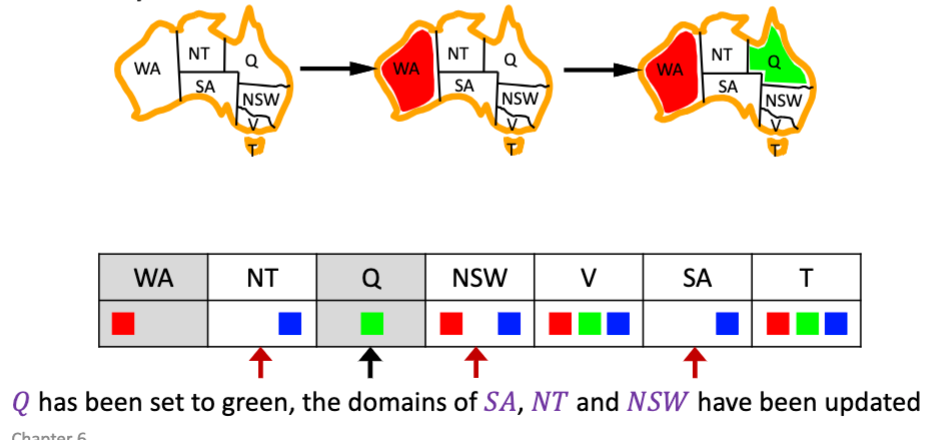 WA NT Q SA NSW V T
WA NT Q SA NSW V T
WA NT Q SA NSW V T
WA NT Q NSW V SA T
Q has been set to green, the domains of SA, NT and NSW have been updated
Chapter 6